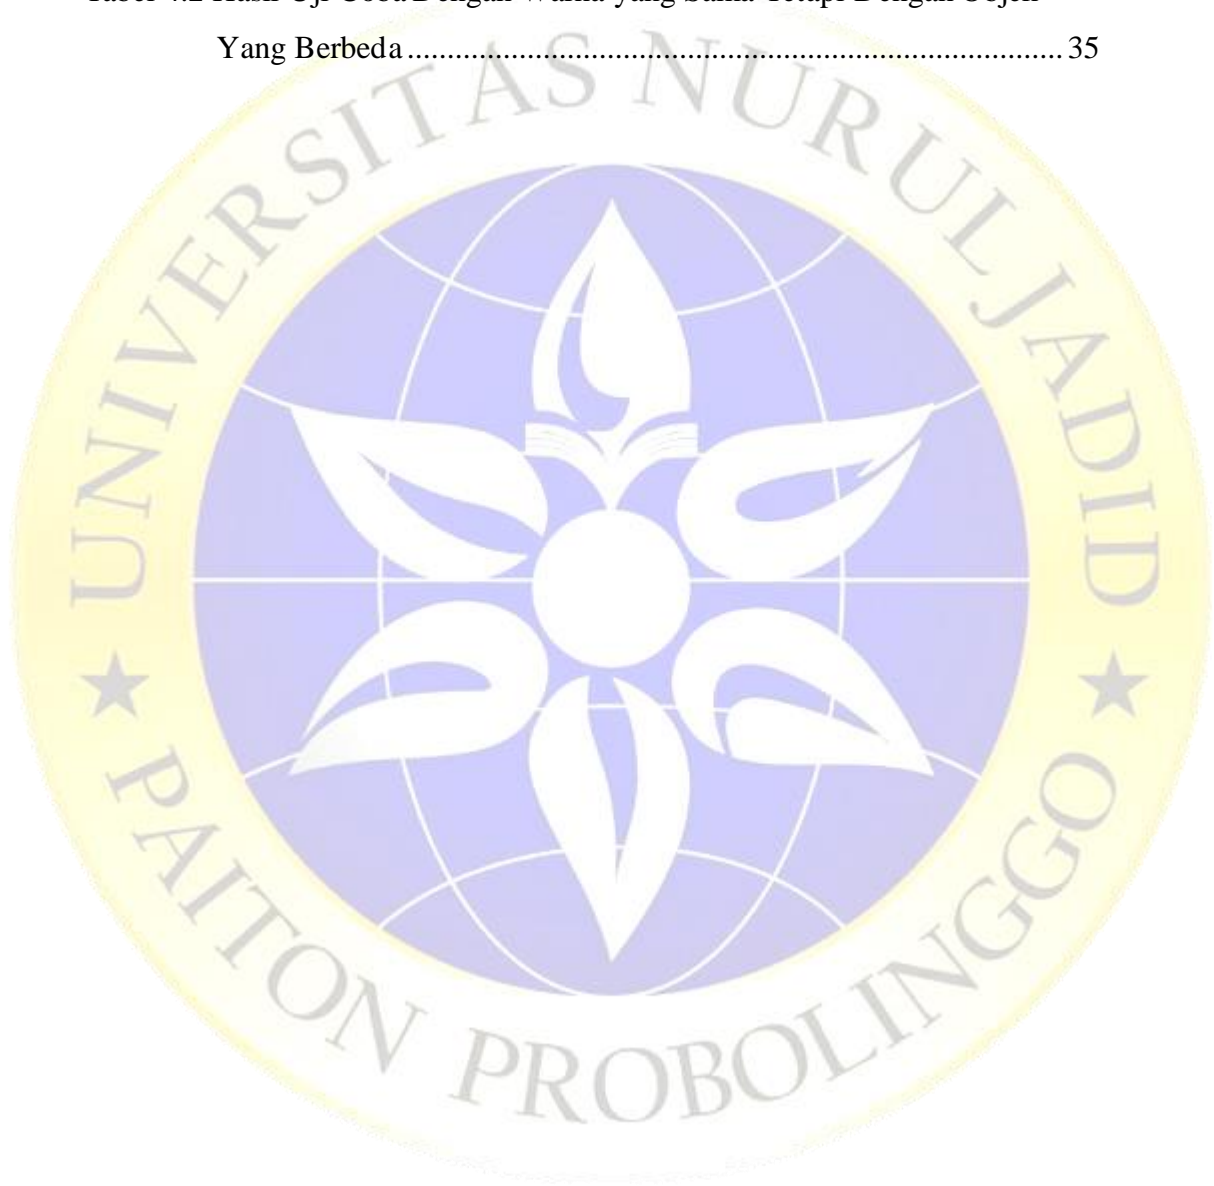 Tabel 4.2 Hasil Uji Coba Dengan Warna yang Sama Tetapi Dengan Objek
Yang Berbeda .................................................................................. 35
UNIVERSITAS NURUL JADID
★ PAITON PROBOLINGGO ★